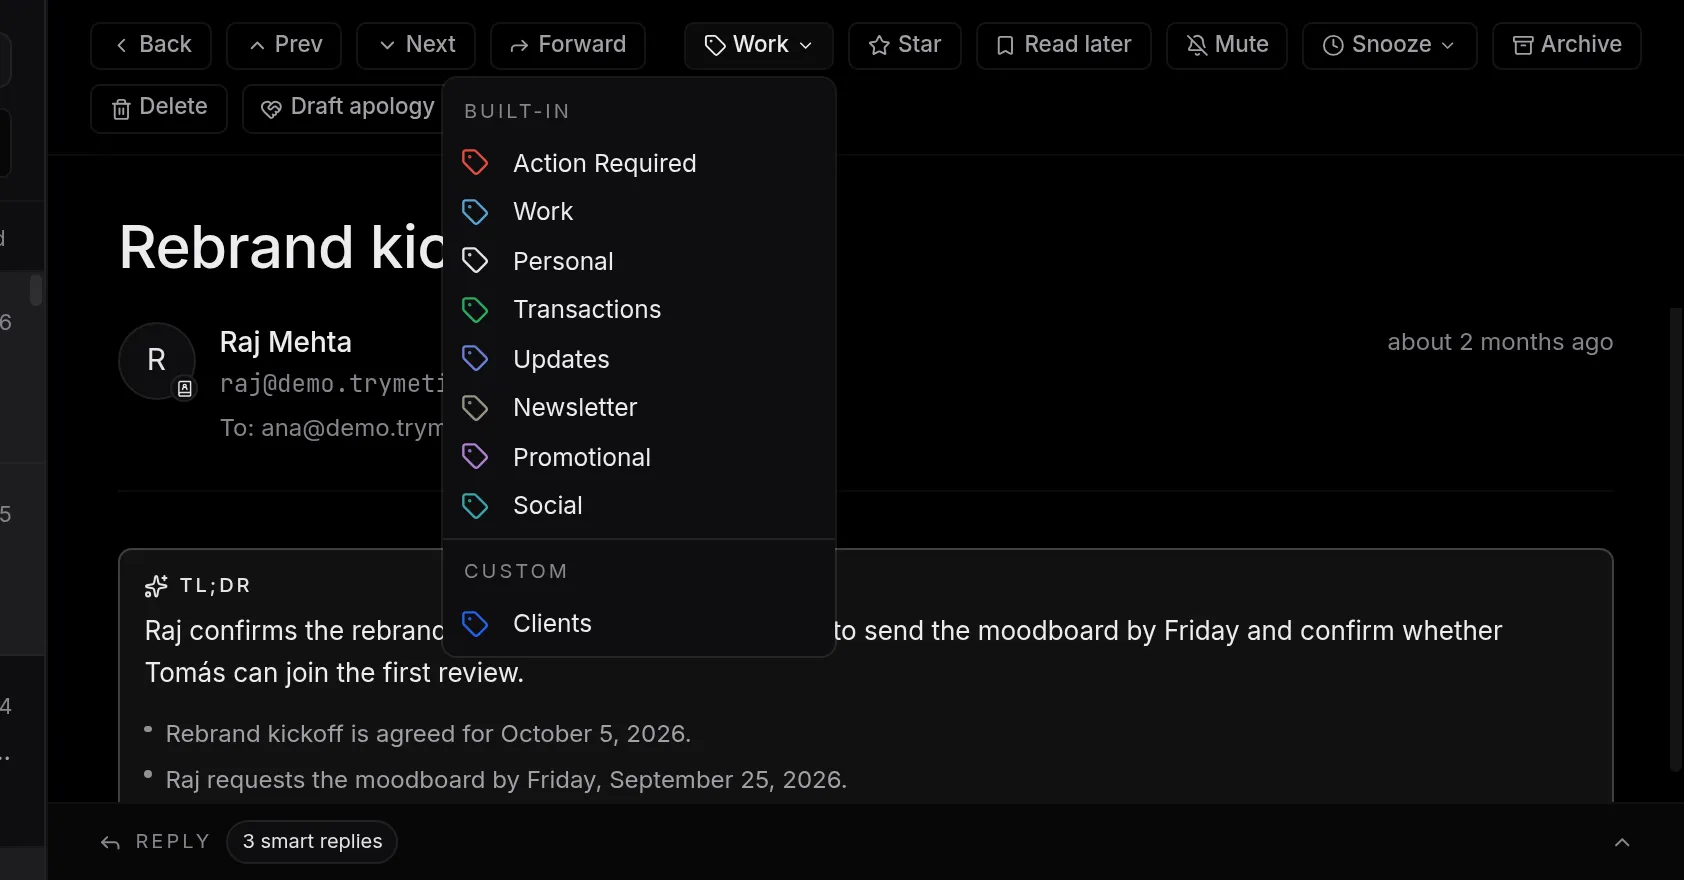 Back
Prev
Next
Forward
Work
Star
Read later
Mute
Snooze
Archive
Delete
Draft apology
BUILT-IN
Action Required
Work
Personal
Transactions
Updates
Newsletter
Promotional
Social
CUSTOM
Clients
d
6
5
4
..
Rebrand kic
R
Raj Mehta
about 2 months ago
raj@demo.trymeti
To: ana@demo.trym
TL;DR
Raj confirms the rebrand to send the moodboard by Friday and confirm whether
Tomás can join the first review.
Rebrand kickoff is agreed for October 5, 2026.
Raj requests the moodboard by Friday, September 25, 2026.
REPLY
3 smart replies